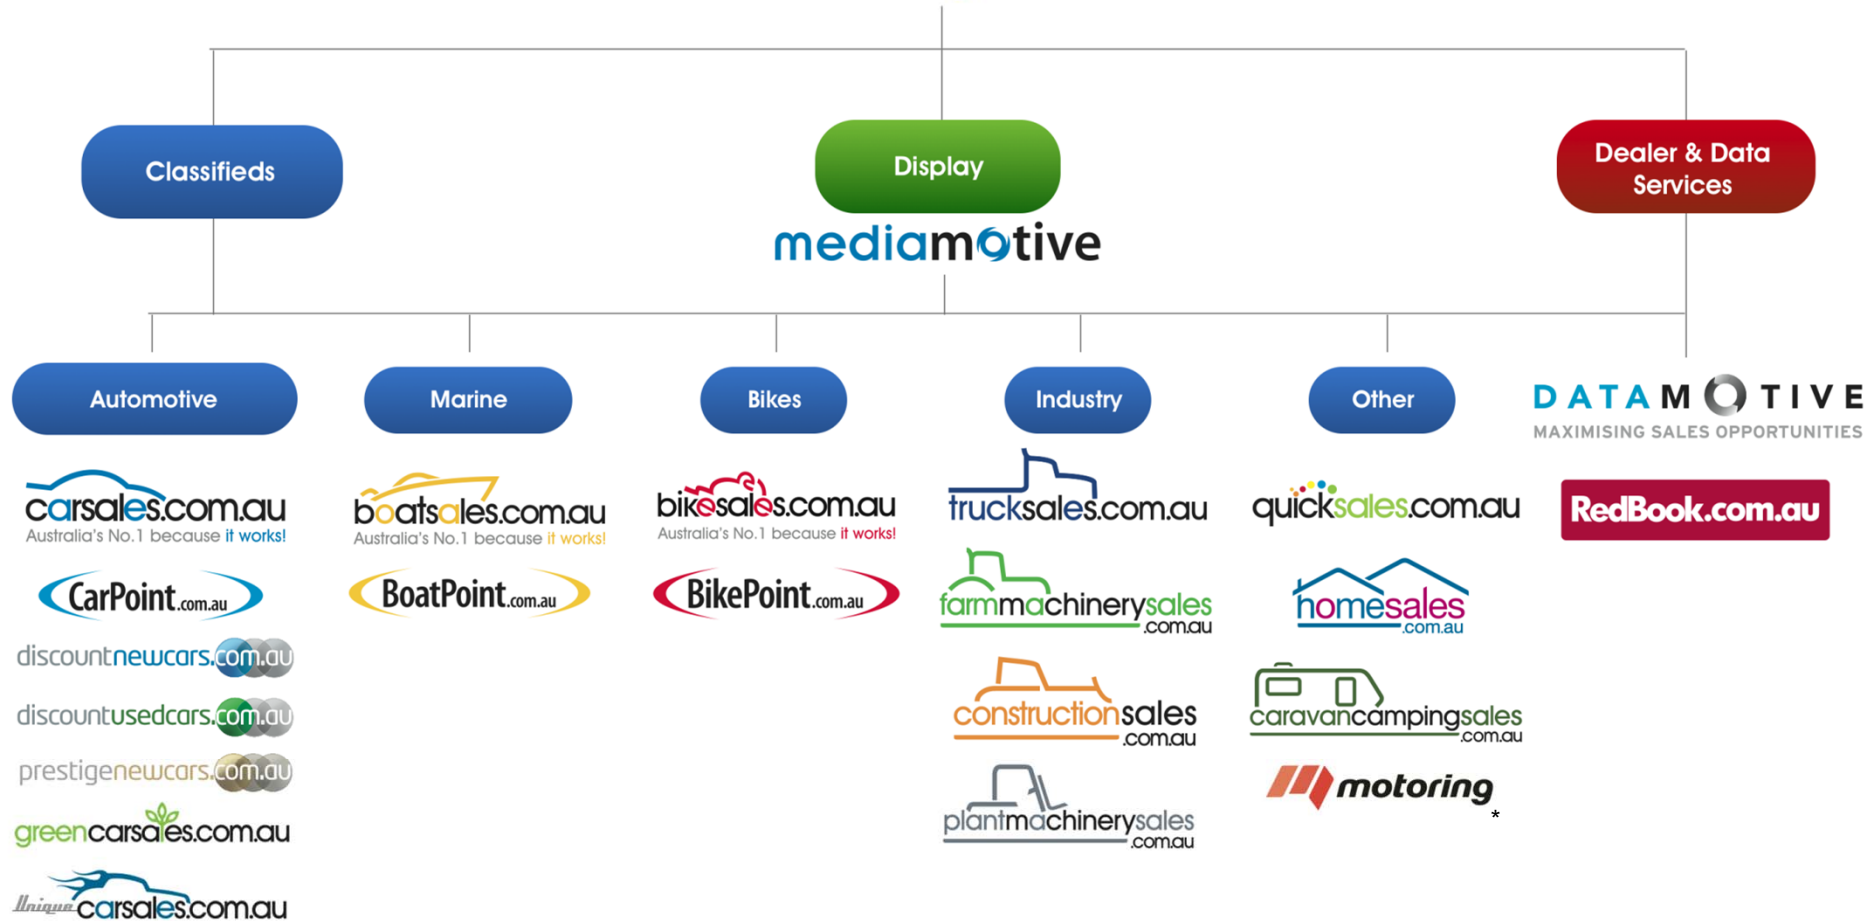 Classifieds
Display
Dealer & Data
Services
mediamotive
Automotive
Marine
Bikes
Industry
Other
DATAMOTIVE
MAXIMISING SALES OPPORTUNITIES
carsales.com.au
Australia's No.1 because it works!
CarPoint.com.au
discountnewcars.com.au
discountusedcars.com.au
prestigenewcars.com.au
greencarsales.com.au
Unique carsales.com.au
boatsales.com.au
Australia's No.1 because it works!
BoatPoint.com.au
bikesales.com.au
Australia's No.1 because it works!
BikePoint.com.au
trucksales.com.au
farmmachinerysales
.com.au
constructionsales
.com.au
plantmachinerysales
.com.au
quicksales.com.au
homesales
.com.au
caravancampingsales
.com.au
motoring
*
RedBook.com.au